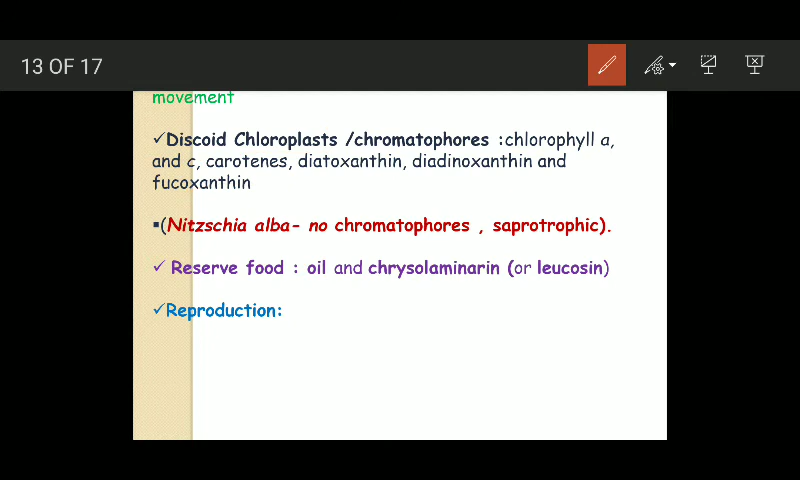 13 OF 17
movement
✓Discoid Chloroplasts /chromatophores :chlorophyll a,
and c, carotenes, diatoxanthin, diadinoxanthin and
fucoxanthin
▪(Nitzschia alba- no chromatophores , saprotrophic).
✓ Reserve food : oil and chrysolaminarin (or leucosin)
✓Reproduction: